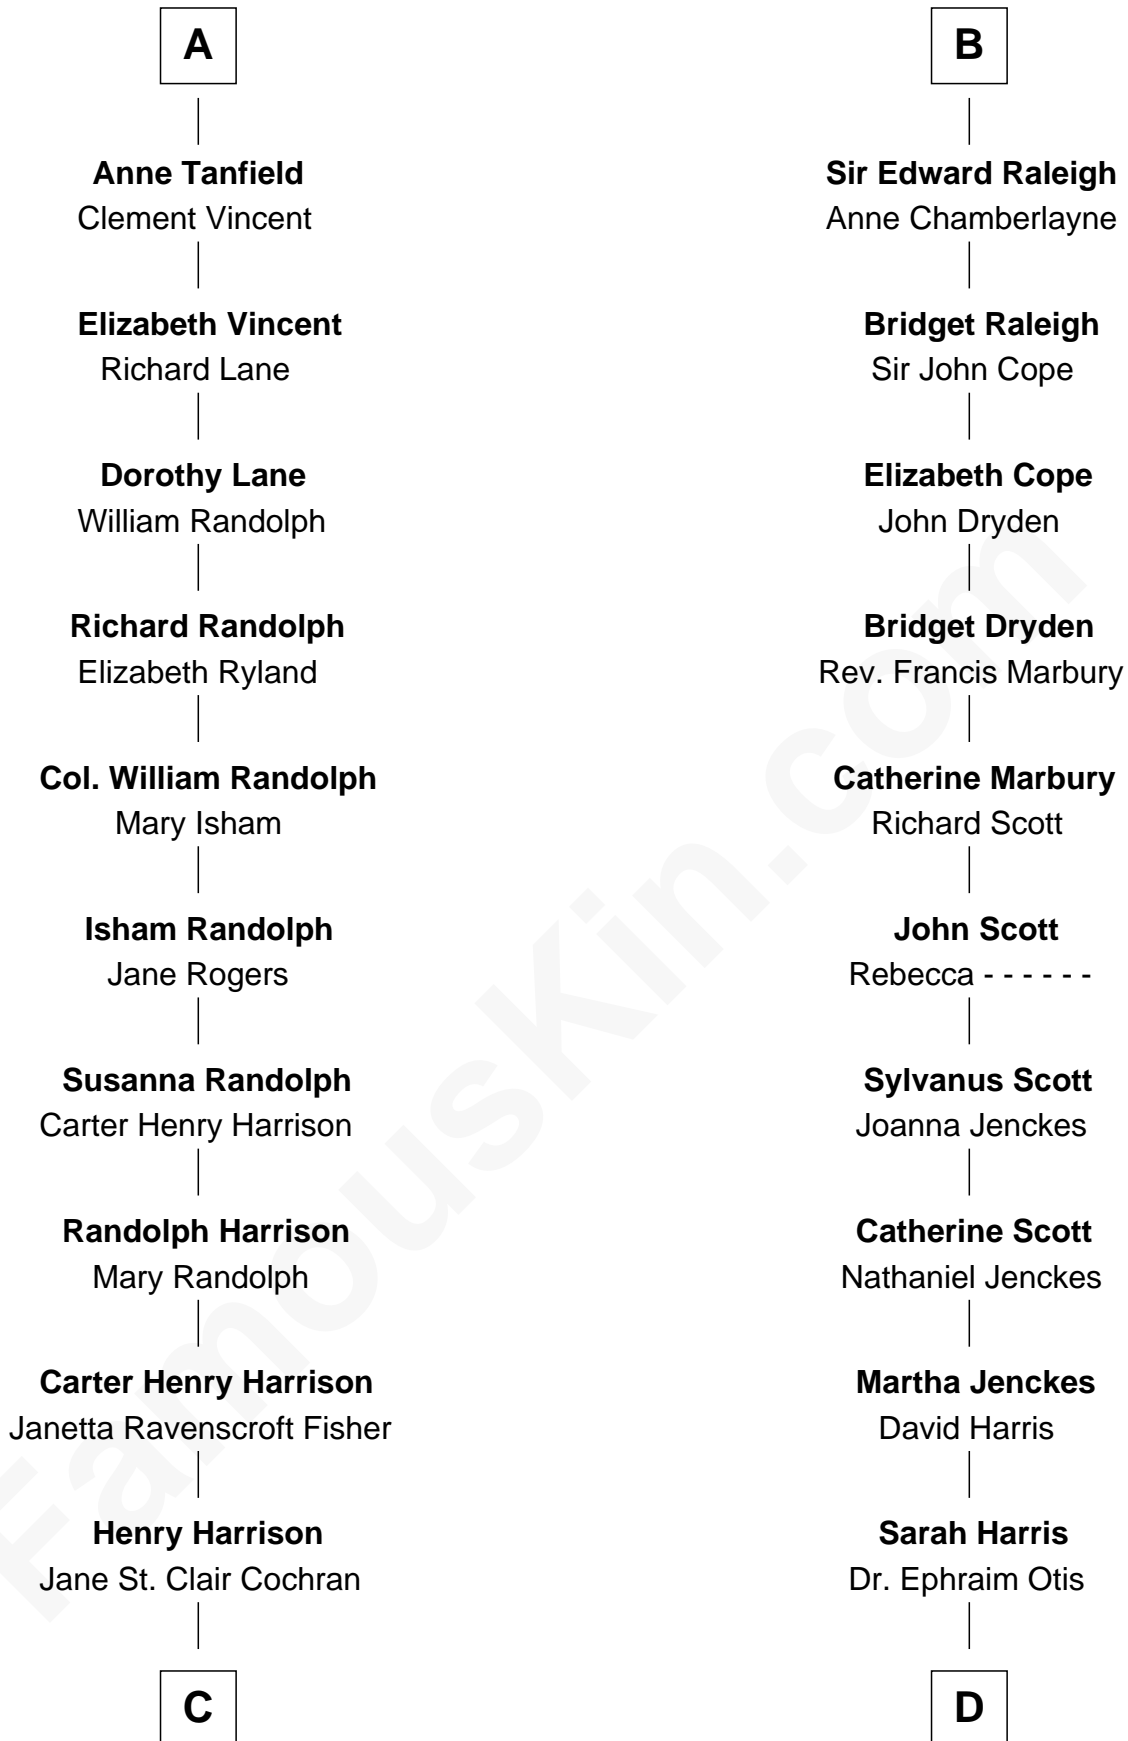 A
Anne Tanfield
Clement Vincent
Elizabeth Vincent
Richard Lane
Dorothy Lane
William Randolph
Richard Randolph
Elizabeth Ryland
Col. William Randolph
Mary Isham
Isham Randolph
Jane Rogers
Susanna Randolph
Carter Henry Harrison
Randolph Harrison
Mary Randolph
Carter Henry Harrison
Janetta Ravenscroft Fisher
Henry Harrison
Jane St. Clair Cochran
C
B
Sir Edward Raleigh
Anne Chamberlayne
Bridget Raleigh
Sir John Cope
Elizabeth Cope
John Dryden
Bridget Dryden
Rev. Francis Marbury
Catherine Marbury
Richard Scott
John Scott
Rebecca - - - - - -
Sylvanus Scott
Joanna Jenckes
Catherine Scott
Nathaniel Jenckes
Martha Jenckes
David Harris
Sarah Harris
Dr. Ephraim Otis
D
FamousKin.com